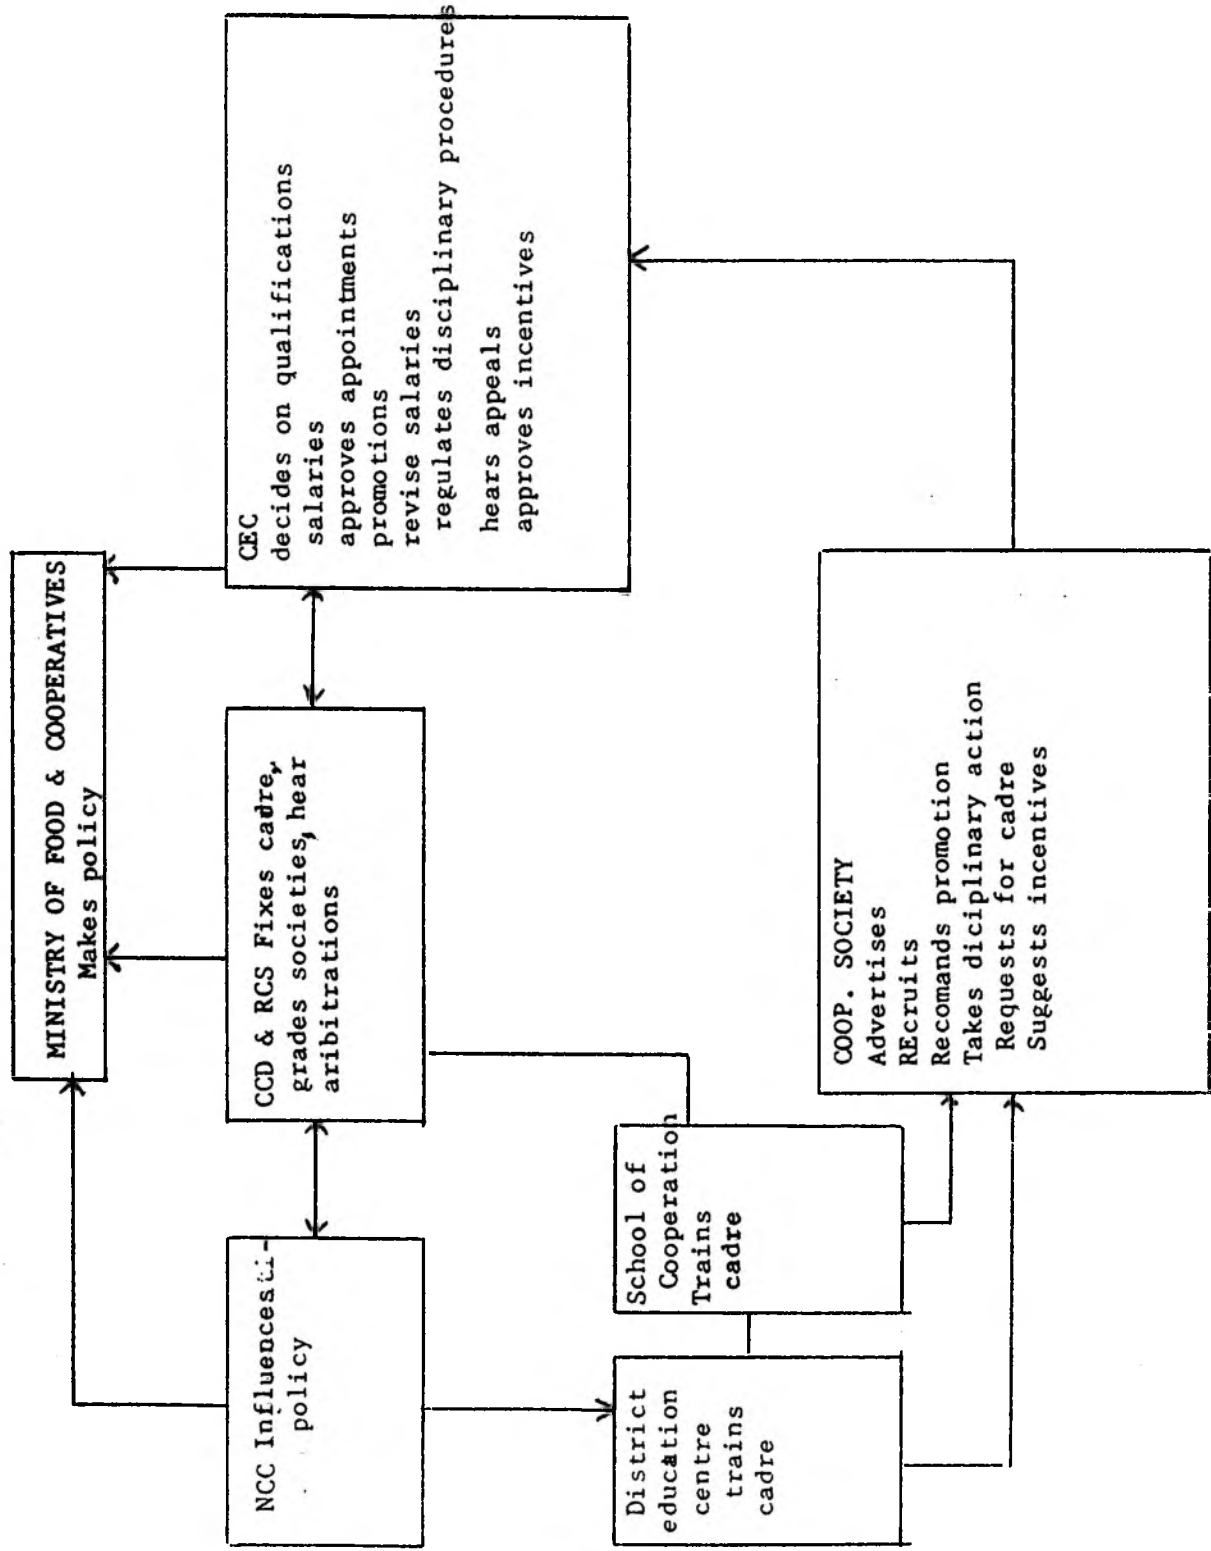 MINISTRY OF FOOD & COOPERATIVES
Makes policy
NCC Influencesti-
policy
CCD & RCS Fixes cadre,
grades societies, hear
aribitrations
CEC
decides on qualifications
salaries
approves appointments
promotions
revise salaries
regulates disciplinary procedures
hears appeals
approves incentives
District
education
centre
trains
cadre
School of
Cooperation
Trains
cadre
COOP. SOCIETY
Advertises
REcruits
Recomands promotion
Takes diciplinary action
Requests for cadre
Suggests incentives